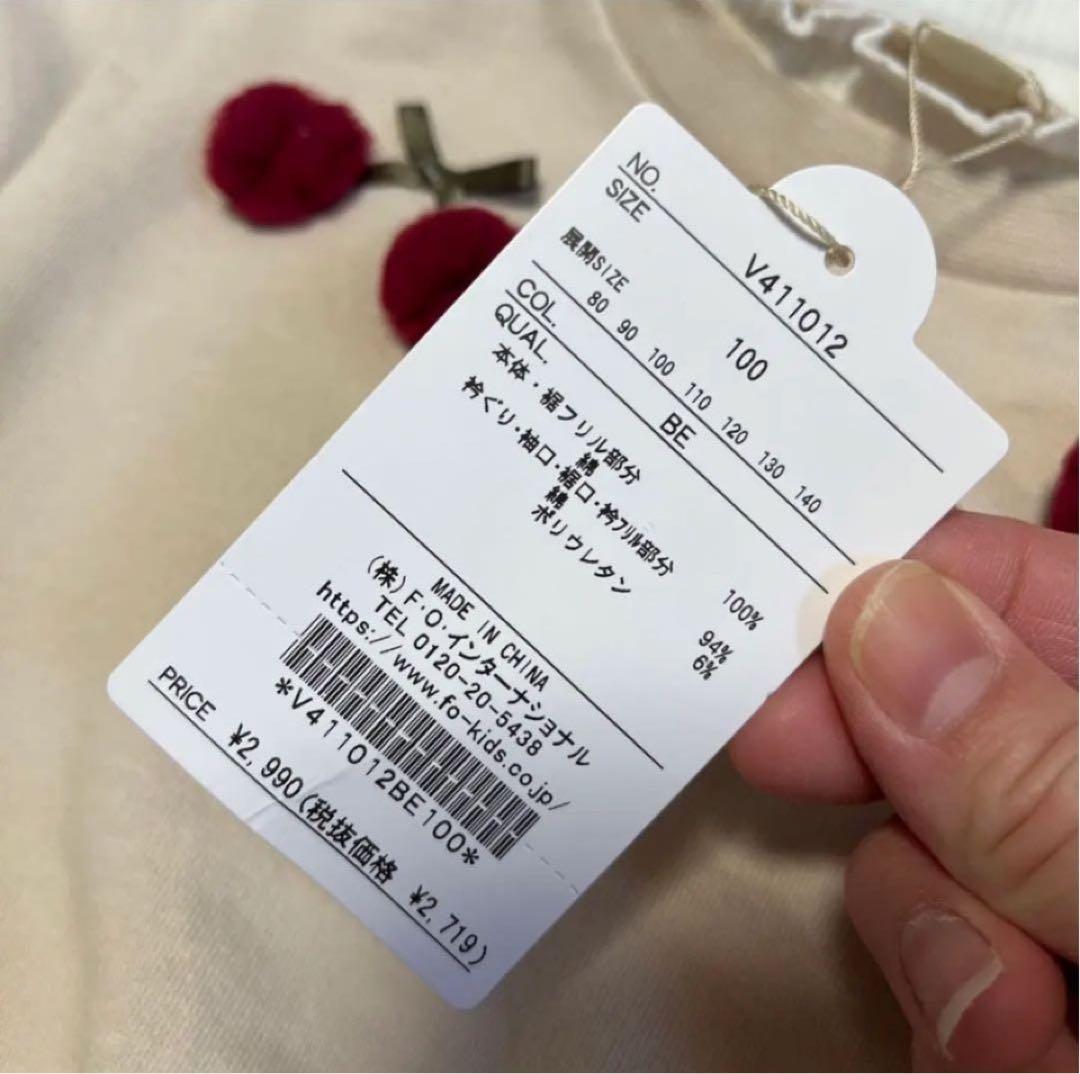 NO. V411012
SIZE 100
展開SIZE 80 90 100 110 120 130 140
COL. BE
QUAL.
本体・裾フリル部分
綿 100%
衿ぐり・袖口・裾口・衿フリル部分
綿 94%
ポリウレタン 6%
MADE IN CHINA
(株)F・O・インターナショナル
TEL 0120-20-5438
https://www.fo-kids.co.jp/
*V411012BE100*
PRICE ¥2,990(税抜価格 ¥2,719)